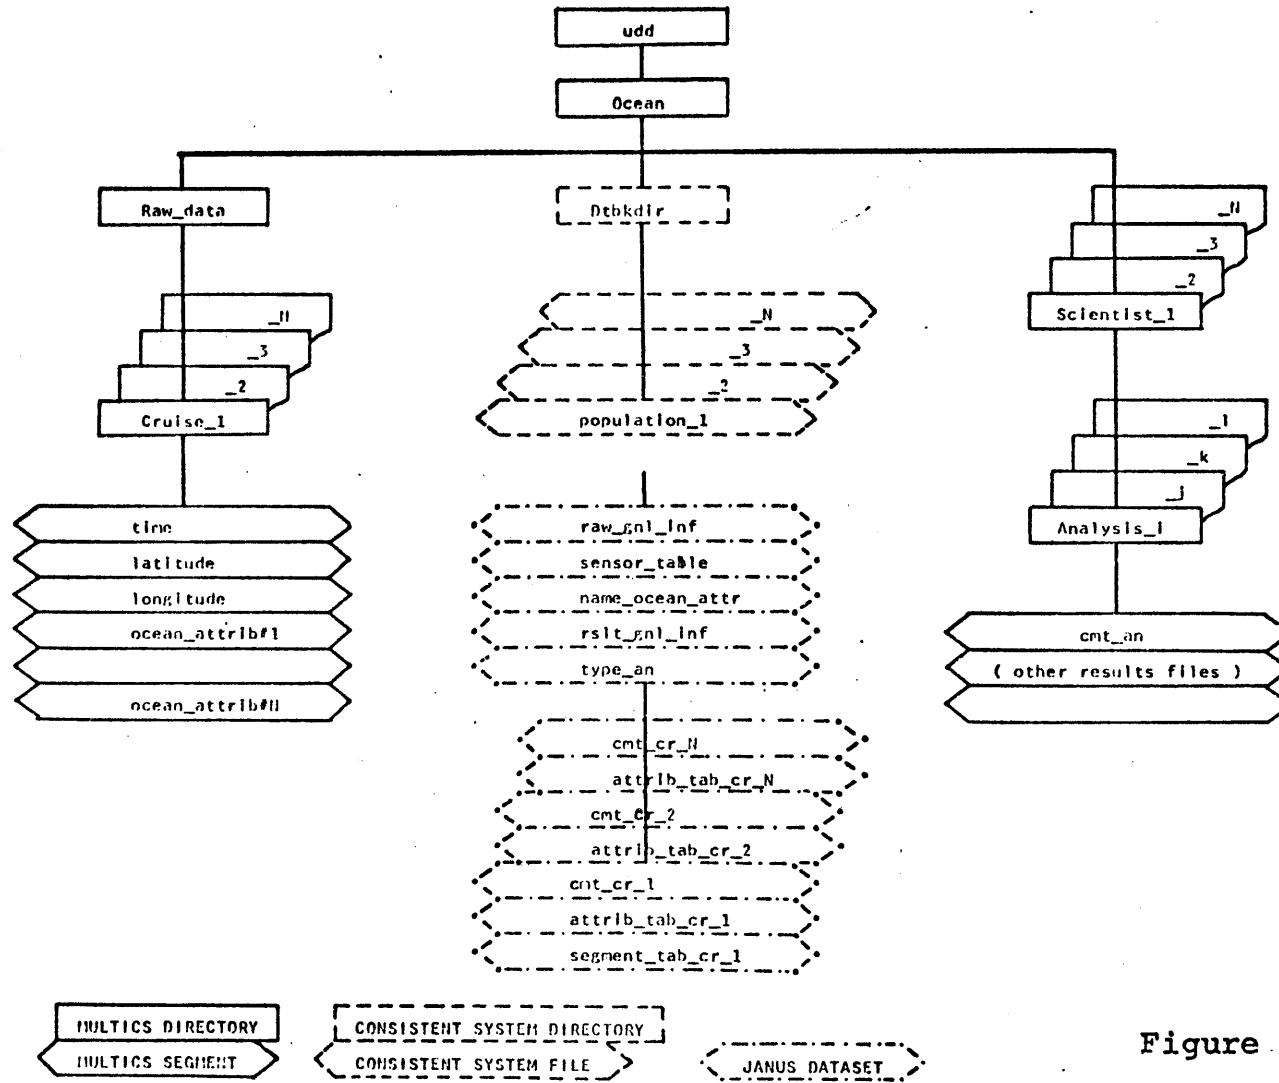 udd
Ocean
Raw_data
Dtbkdir
_N
_3
_2
Scientist_1
_N
_3
_2
Cruise_1
_N
_3
_2
population_1
_l
_k
_j
Analysis_i
time
latitude
longitude
ocean_attrib#1
ocean_attrib#N
raw_gnl_inf
sensor_table
name_ocean_attr
rslt_gnl_inf
type_an
cmt_an
( other results files )
cmt_cr_N
attrib_tab_cr_N
cmt_cr_2
attrib_tab_cr_2
cmt_cr_1
attrib_tab_cr_1
segment_tab_cr_1
MULTICS DIRECTORY
MULTICS SEGMENT
CONSISTENT SYSTEM DIRECTORY
CONSISTENT SYSTEM FILE
JANUS DATASET
Figure